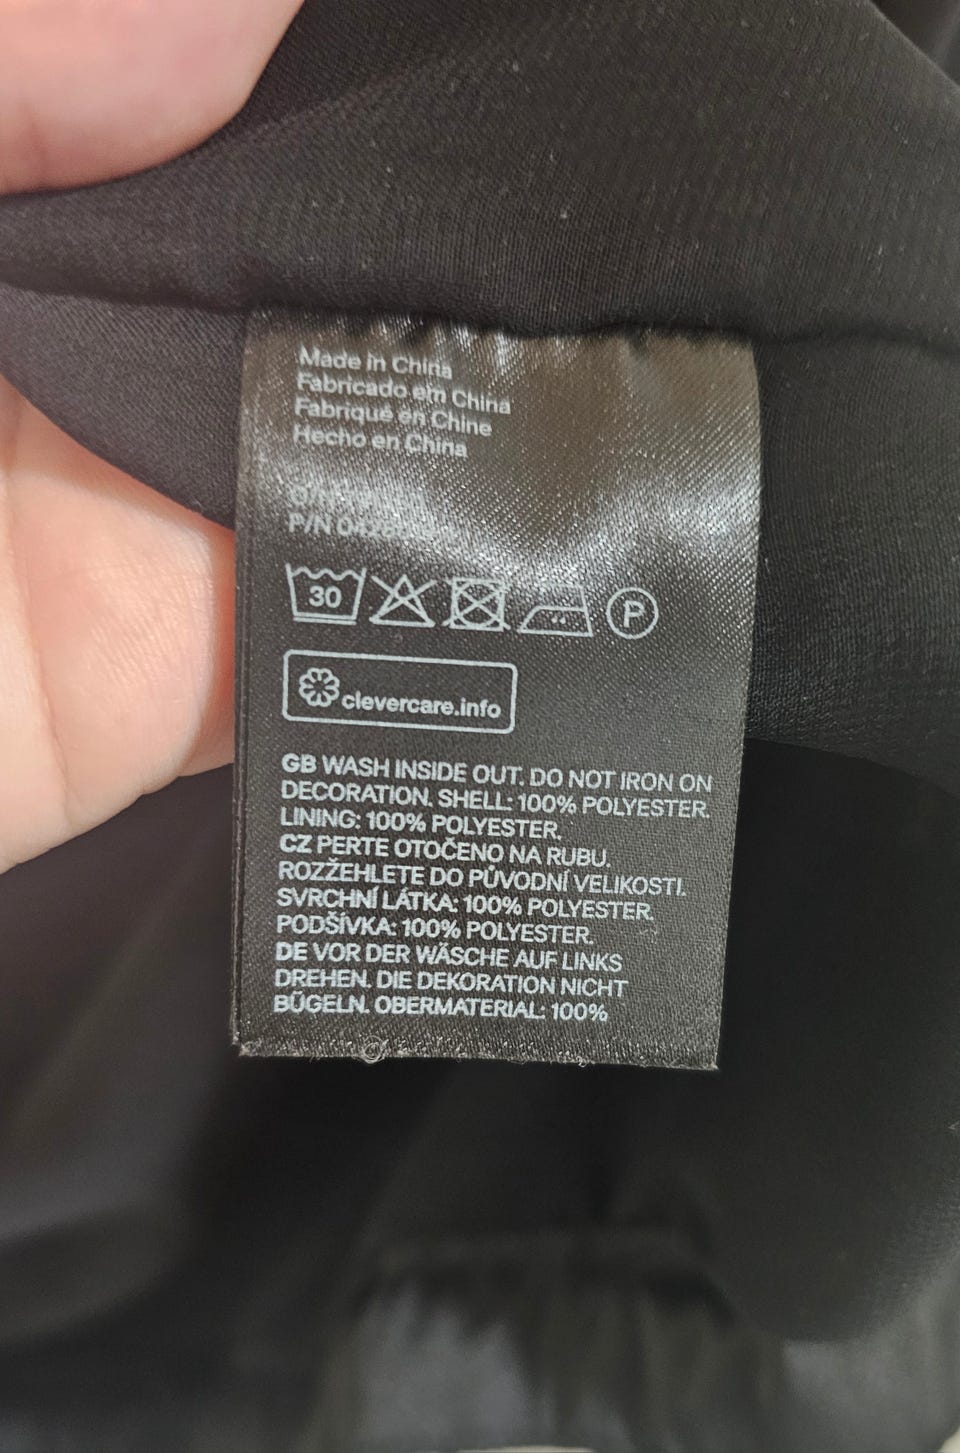 Made in China
Fabricado em China
Fabriqué en Chine
Hecho en China
P/N
30
P
clevercare.info
GB WASH INSIDE OUT. DO NOT IRON ON
DECORATION. SHELL: 100% POLYESTER.
LINING: 100% POLYESTER.
CZ PERTE OTOČENO NA RUBU.
ROZŽEHLETE DO PŮVODNÍ VELIKOSTI.
SVRCHNÍ LÁTKA: 100% POLYESTER.
PODŠÍVKA: 100% POLYESTER.
DE VOR DER WÄSCHE AUF LINKS
DREHEN. DIE DEKORATION NICHT
BÜGELN. OBERMATERIAL: 100%